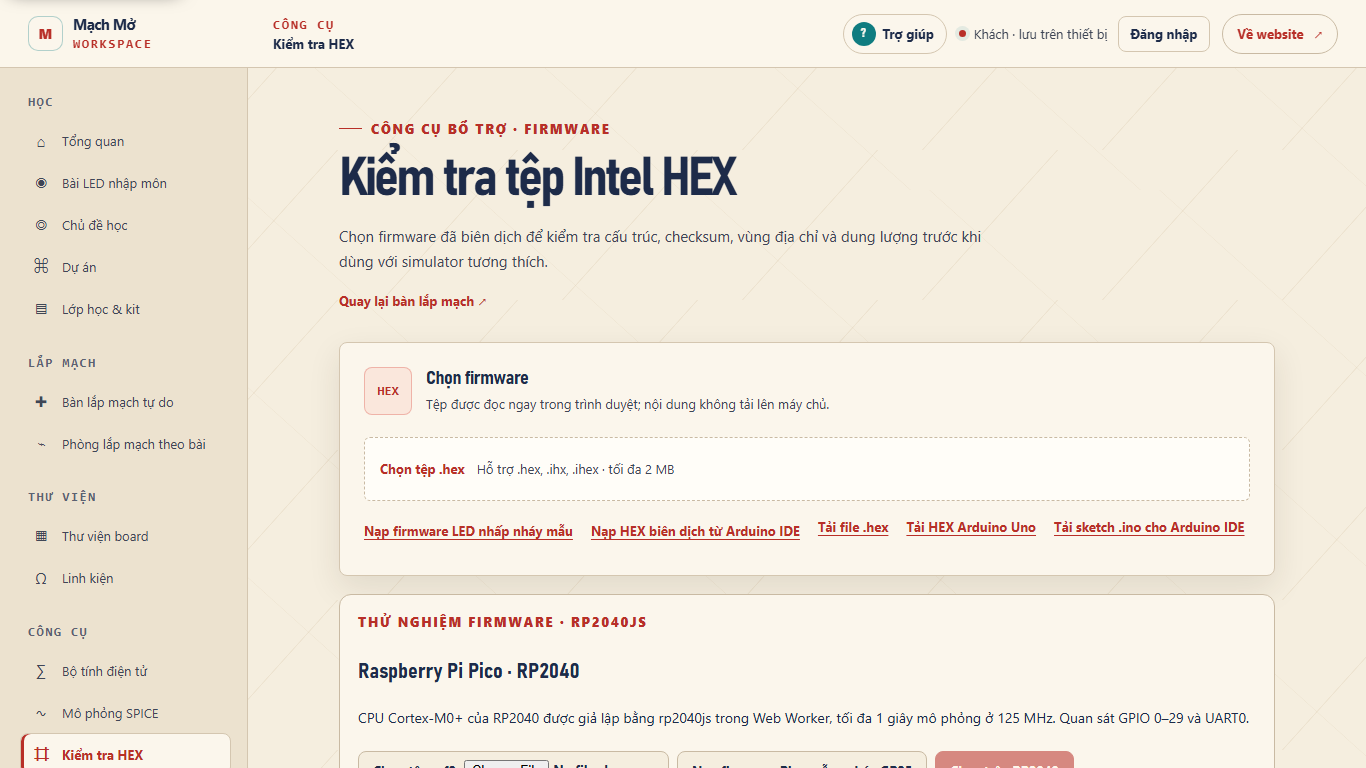 M
Mạch Mở
WORKSPACE
CÔNG CỤ
Kiểm tra HEX
? Trợ giúp
Khách · lưu trên thiết bị
Đăng nhập
Về website ↗
HỌC
Tổng quan
Bài LED nhập môn
Chủ đề học
Dự án
Lớp học & kit
LẮP MẠCH
Bàn lắp mạch tự do
Phòng lắp mạch theo bài
THƯ VIỆN
Thư viện board
Linh kiện
CÔNG CỤ
Bộ tính điện tử
Mô phỏng SPICE
Kiểm tra HEX
CÔNG CỤ BỔ TRỢ · FIRMWARE
Kiểm tra tệp Intel HEX
Chọn firmware đã biên dịch để kiểm tra cấu trúc, checksum, vùng địa chỉ và dung lượng trước khi
dùng với simulator tương thích.
Quay lại bàn lắp mạch ↗
HEX
Chọn firmware
Tệp được đọc ngay trong trình duyệt; nội dung không tải lên máy chủ.
Chọn tệp .hex Hỗ trợ .hex, .ihx, .ihex · tối đa 2 MB
Nạp firmware LED nhấp nháy mẫu Nạp HEX biên dịch từ Arduino IDE Tải file .hex Tải HEX Arduino Uno Tải sketch .ino cho Arduino IDE
THỬ NGHIỆM FIRMWARE · RP2040JS
Raspberry Pi Pico · RP2040
CPU Cortex-M0+ của RP2040 được giả lập bằng rp2040js trong Web Worker, tối đa 1 giây mô phỏng ở 125 MHz. Quan sát GPIO 0–29 và UART0.